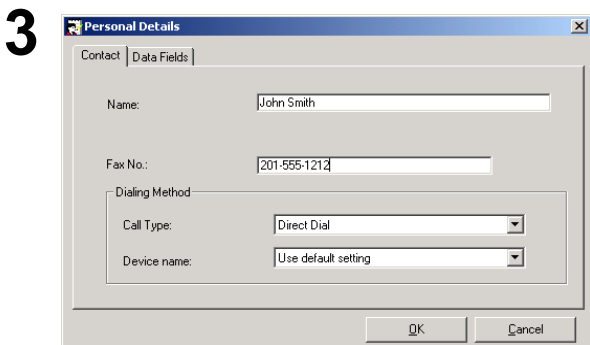 3
Personal Details
Contact Data Fields
Name: John Smith
Fax No.: 201-555-1212
Dialing Method
Call Type: Direct Dial
Device name: Use default setting
OK Cancel